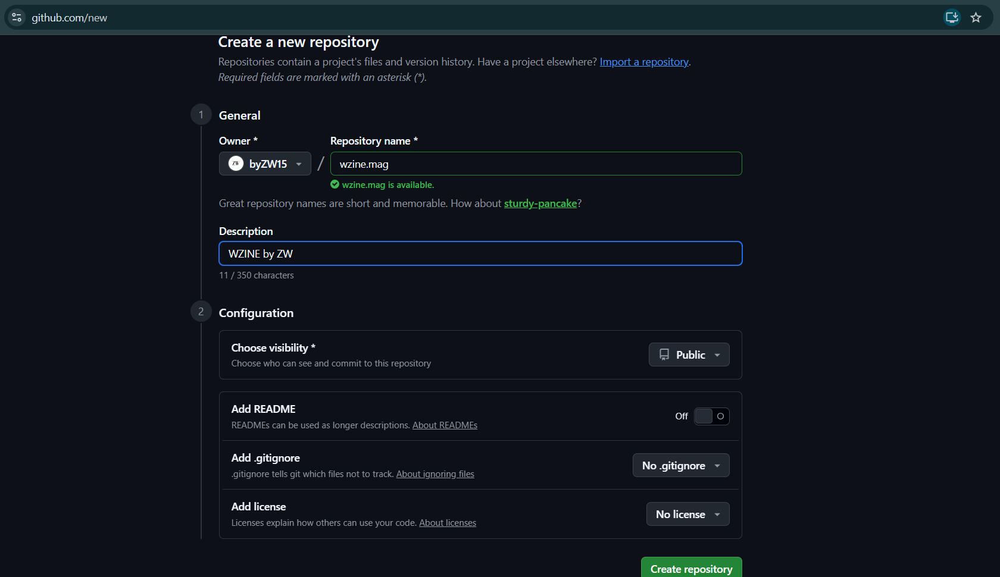 github.com/new
Create a new repository
Repositories contain a project's files and version history. Have a project elsewhere? Import a repository.
Required fields are marked with an asterisk (*).
1 General
Owner * Repository name *
ZW byZW15 / wzine.mag
wzine.mag is available.
Great repository names are short and memorable. How about sturdy-pancake?
Description
WZINE by ZW
11 / 350 characters
2 Configuration
Choose visibility *
Choose who can see and commit to this repository
Public
Add README
READMEs can be used as longer descriptions. About READMEs
Off
Add .gitignore
.gitignore tells git which files not to track. About ignoring files
No .gitignore
Add license
Licenses explain how others can use your code. About licenses
No license
Create repository